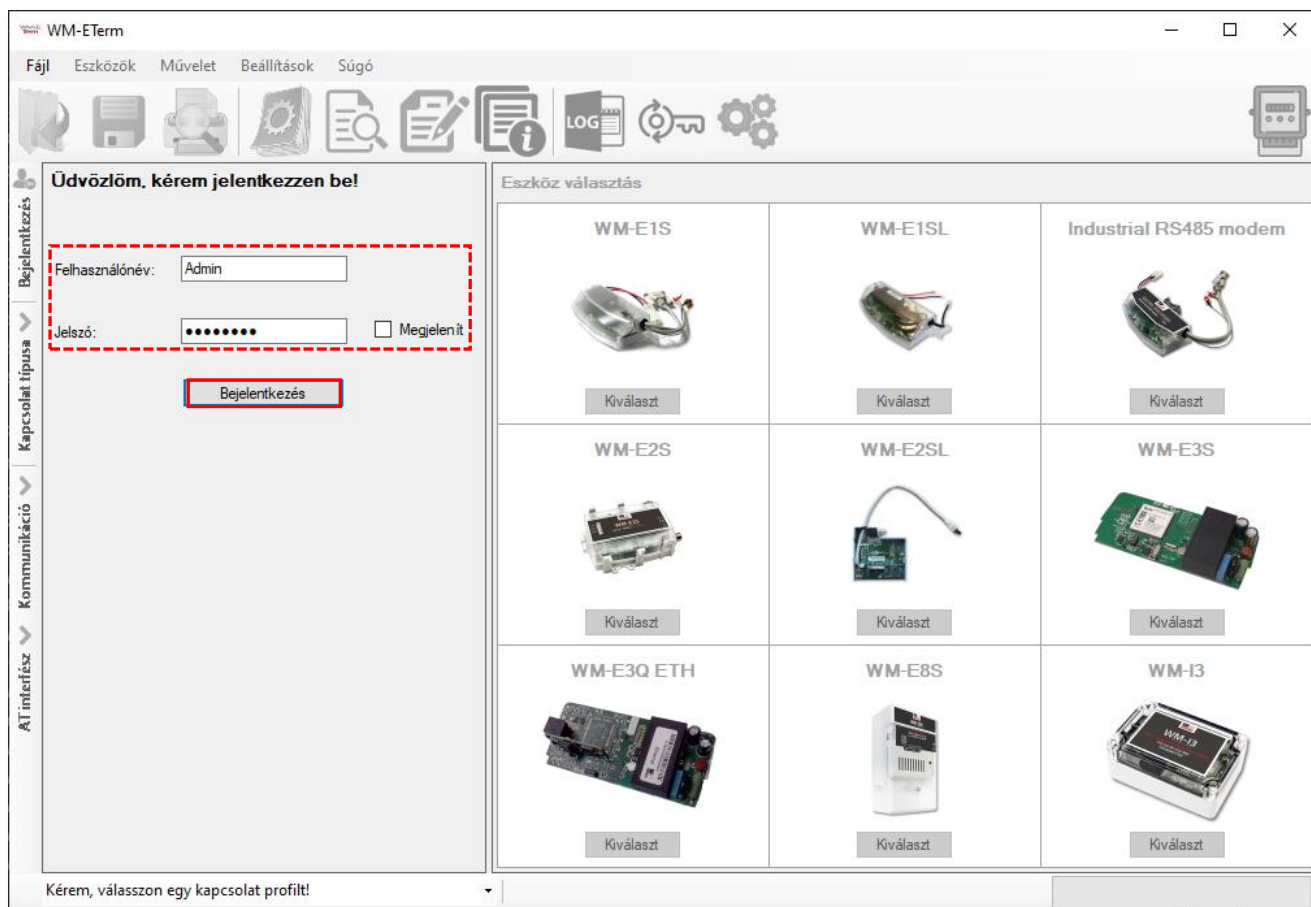 WM-ETerm
Fájl Eszközök Művelet Beállítások Súgó
LOG
Bejelentkezés
Kapcsolat típusa
Kommunikáció
AT interfész
Üdvözlöm, kérem jelentkezzen be!
Felhasználónév: Admin
Jelszó: ●●●●●●●● Megjelenít
Bejelentkezés
Eszköz választás
WM-E1S WM-E1SL Industrial RS485 modem
Kiválaszt Kiválaszt Kiválaszt
WM-E2S WM-E2SL WM-E3S
Kiválaszt Kiválaszt Kiválaszt
WM-E3Q ETH WM-E8S WM-I3
WM-I3
Kiválaszt Kiválaszt Kiválaszt
Kérem, válasszon egy kapcsolat profilt!